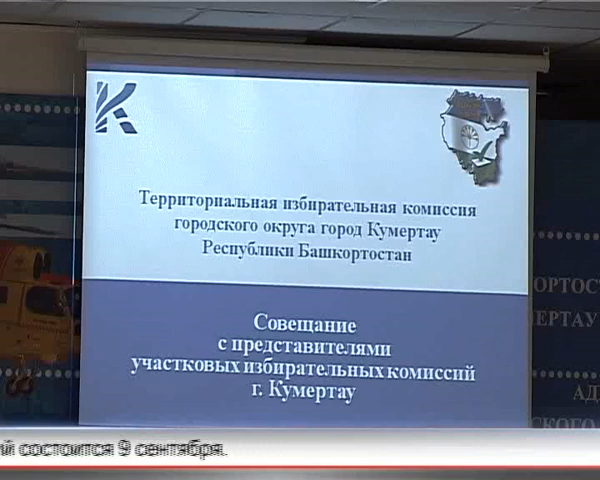 Территориальная избирательная комиссия
городского округа город Кумертау
Республики Башкортостан
Совещание
с представителями
участковых избирательных комиссий
г. Кумертау
состоится 9 сентября.